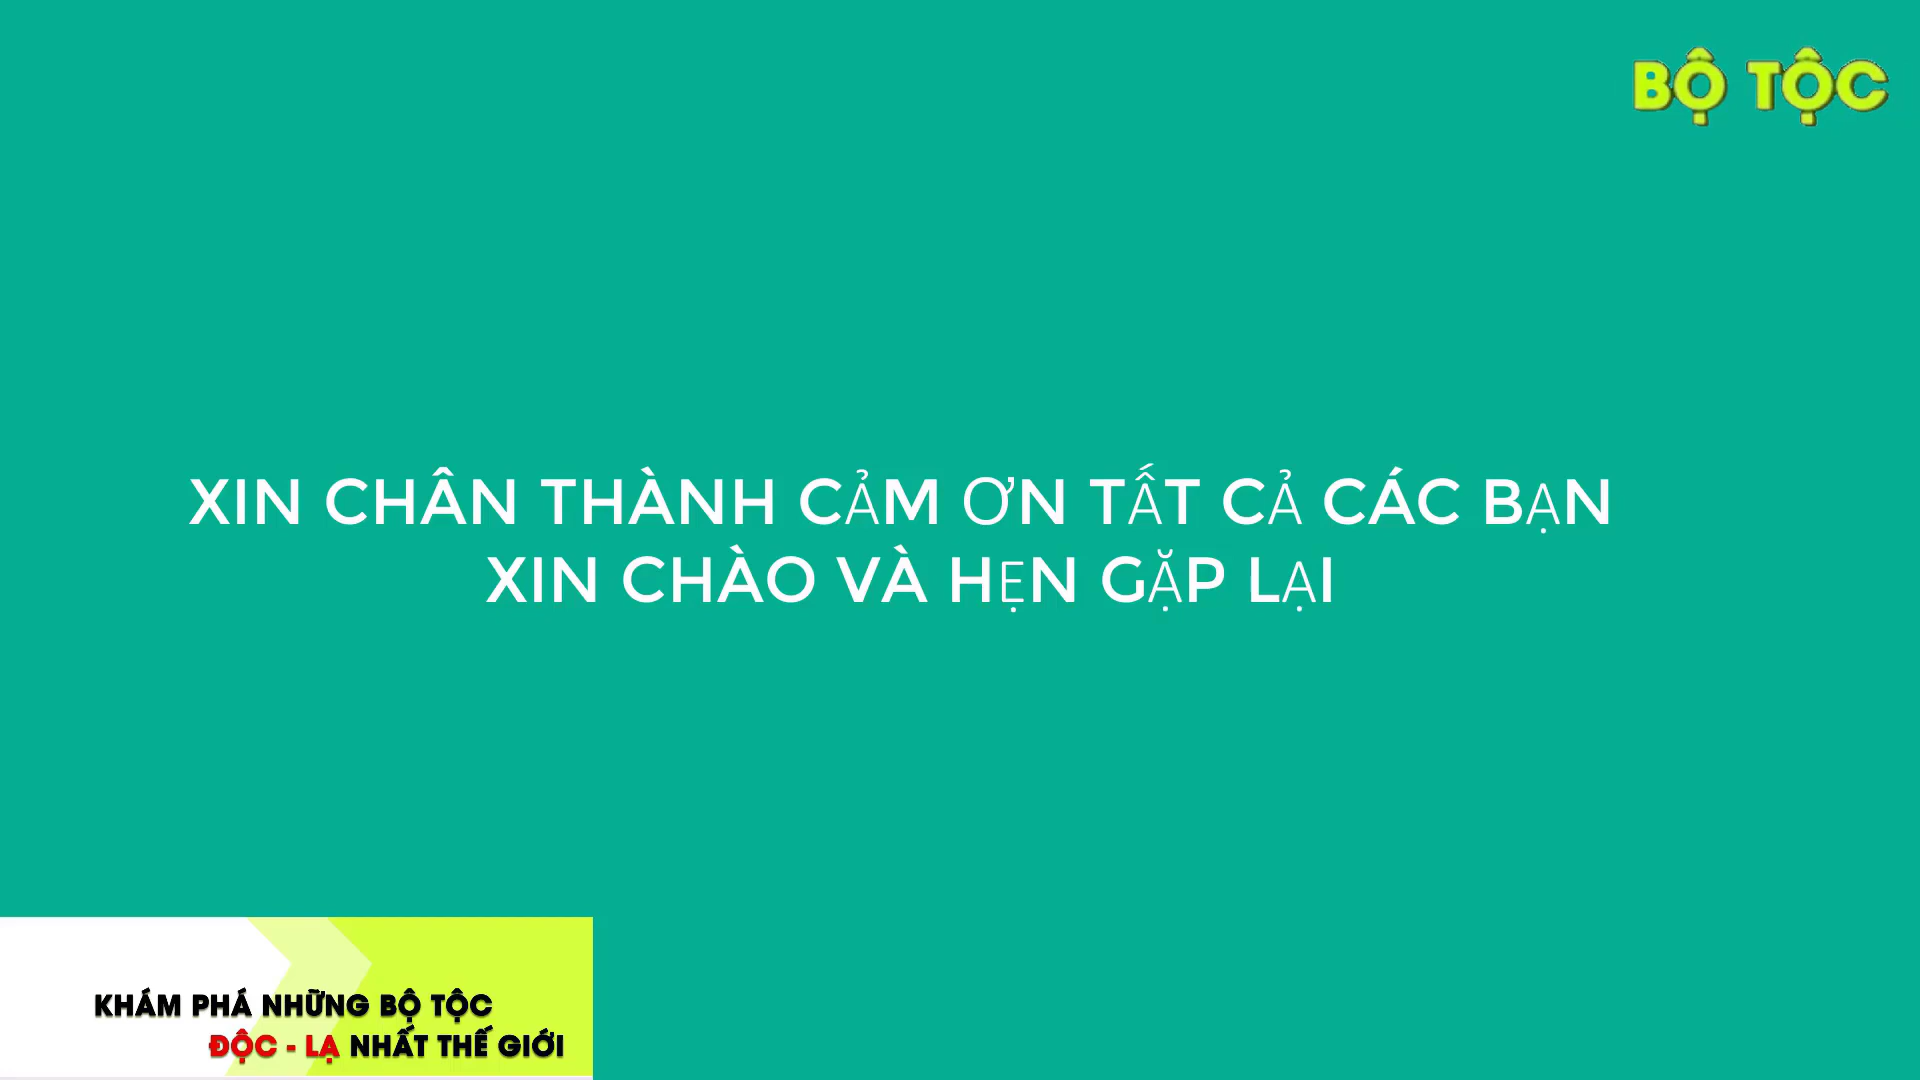 BỘ TỘC
XIN CHÂN THÀNH CẢM ƠN TẤT CẢ CÁC BẠN
XIN CHÀO VÀ HẸN GẶP LẠI
KHÁM PHÁ NHỮNG BỘ TỘC
ĐỘC - LẠ NHẤT THẾ GIỚI